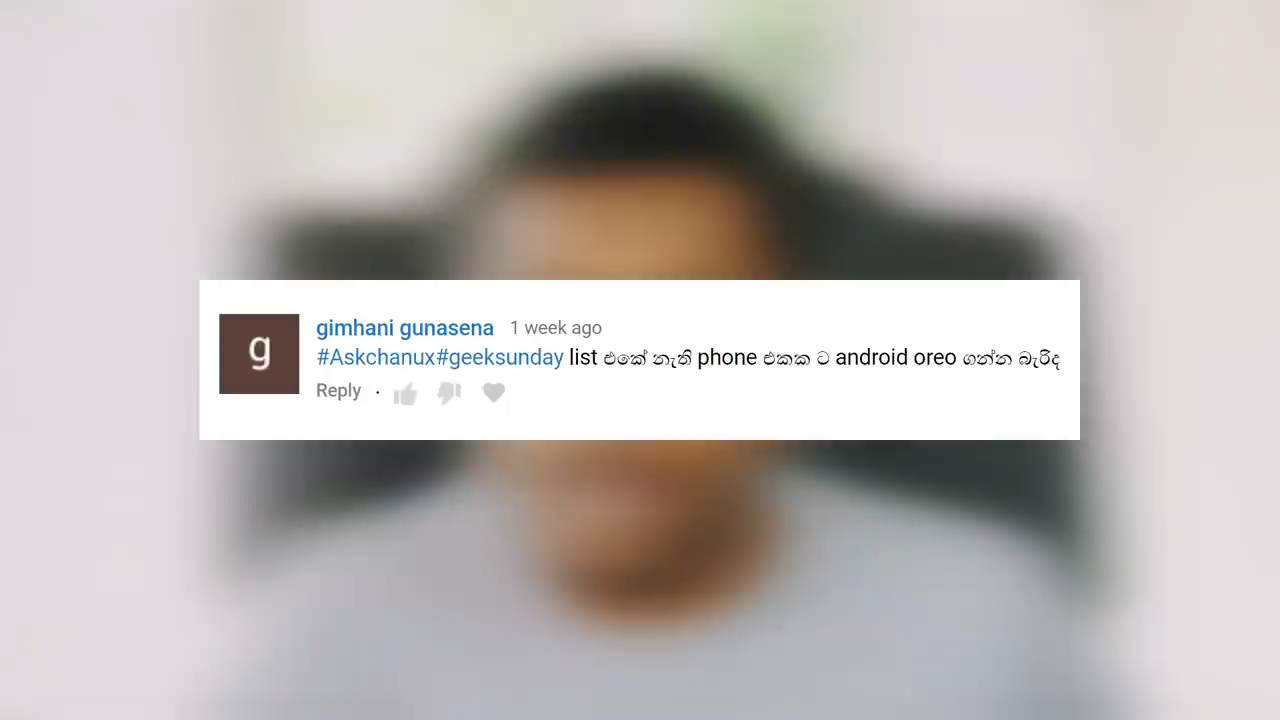 g
gimhani gunasena 1 week ago
#Askchanux#geeksunday list එකේ නැති phone එකක ට android oreo ගන්න බැරිද
Reply ·